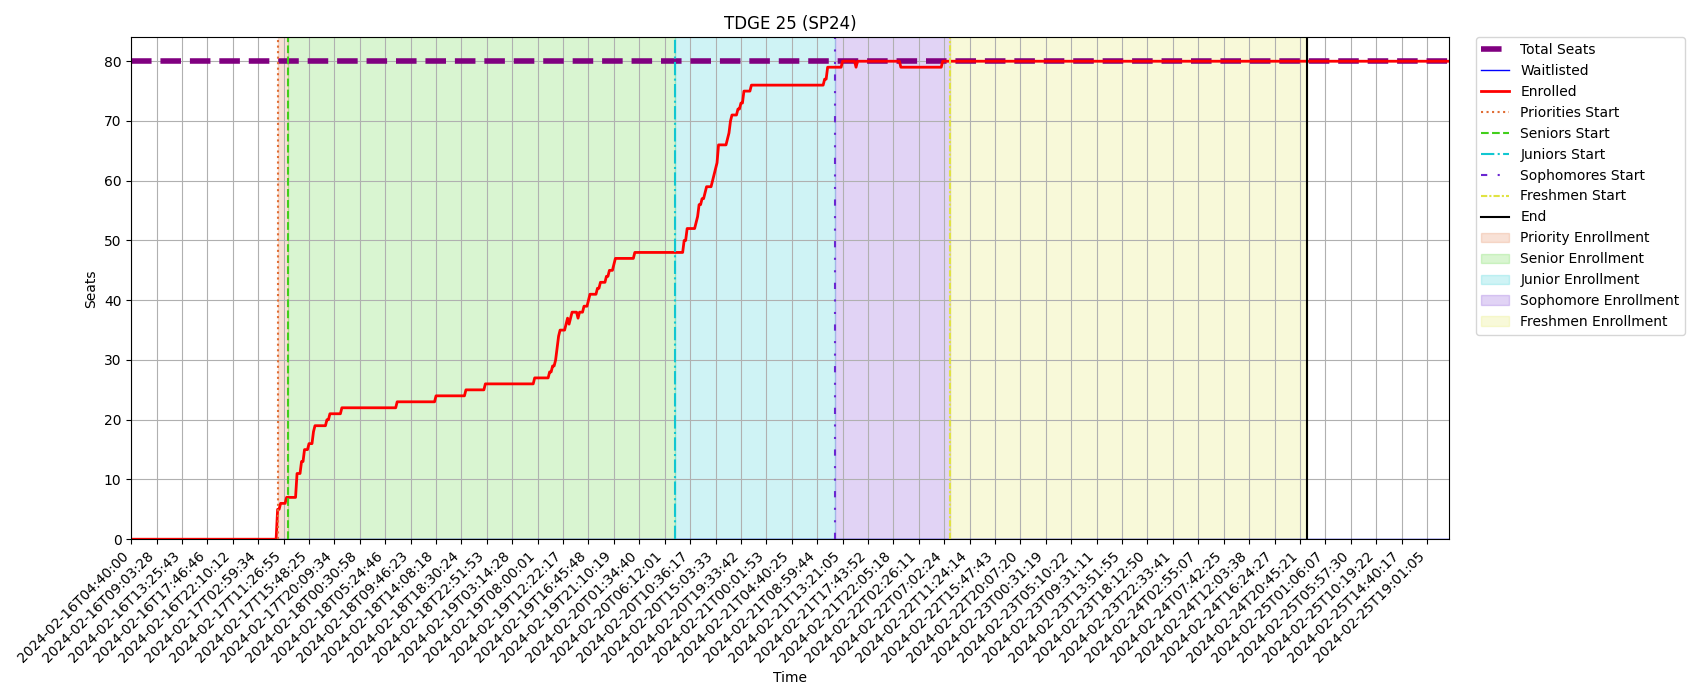 TDGE 25 (SP24)
80
70
60
50
40
30
20
10
0
Seats
2024-02-16T04:40:00
2024-02-16T09:03:28
2024-02-16T13:25:43
2024-02-16T17:46:46
2024-02-16T22:10:12
2024-02-17T02:59:34
2024-02-17T11:26:55
2024-02-17T15:48:25
2024-02-17T20:09:34
2024-02-18T00:30:58
2024-02-18T05:24:46
2024-02-18T09:46:23
2024-02-18T14:08:18
2024-02-18T18:30:24
2024-02-18T22:51:53
2024-02-19T03:14:28
2024-02-19T08:00:01
2024-02-19T12:22:17
2024-02-19T16:45:48
2024-02-19T21:10:19
2024-02-20T01:34:40
2024-02-20T06:12:01
2024-02-20T10:36:17
2024-02-20T15:03:33
2024-02-20T19:33:42
2024-02-21T00:01:53
2024-02-21T04:40:25
2024-02-21T08:59:44
2024-02-21T13:21:05
2024-02-21T17:43:52
2024-02-21T22:05:18
2024-02-22T02:26:11
2024-02-22T07:02:24
2024-02-22T11:24:14
2024-02-22T15:47:43
2024-02-22T20:07:20
2024-02-23T00:31:19
2024-02-23T05:10:22
2024-02-23T09:31:11
2024-02-23T13:51:55
2024-02-23T18:12:50
2024-02-23T22:33:41
2024-02-24T02:55:07
2024-02-24T07:42:25
2024-02-24T12:03:38
2024-02-24T16:24:27
2024-02-24T20:45:21
2024-02-25T01:06:07
2024-02-25T05:57:30
2024-02-25T10:19:22
2024-02-25T14:40:17
2024-02-25T19:01:05
Time
Total Seats
Waitlisted
Enrolled
Priorities Start
Seniors Start
Juniors Start
Sophomores Start
Freshmen Start
End
Priority Enrollment
Senior Enrollment
Junior Enrollment
Sophomore Enrollment
Freshmen Enrollment